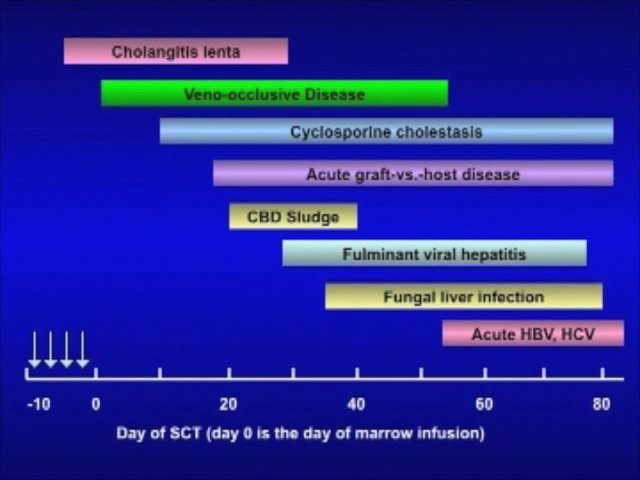 Cholangitis lenta
Veno-occlusive Disease
Cyclosporine cholestasis
Acute graft-vs.-host disease
CBD Sludge
Fulminant viral hepatitis
Fungal liver infection
Acute HBV, HCV
-10 0 20 40 60 80
Day of SCT (day 0 is the day of marrow infusion)